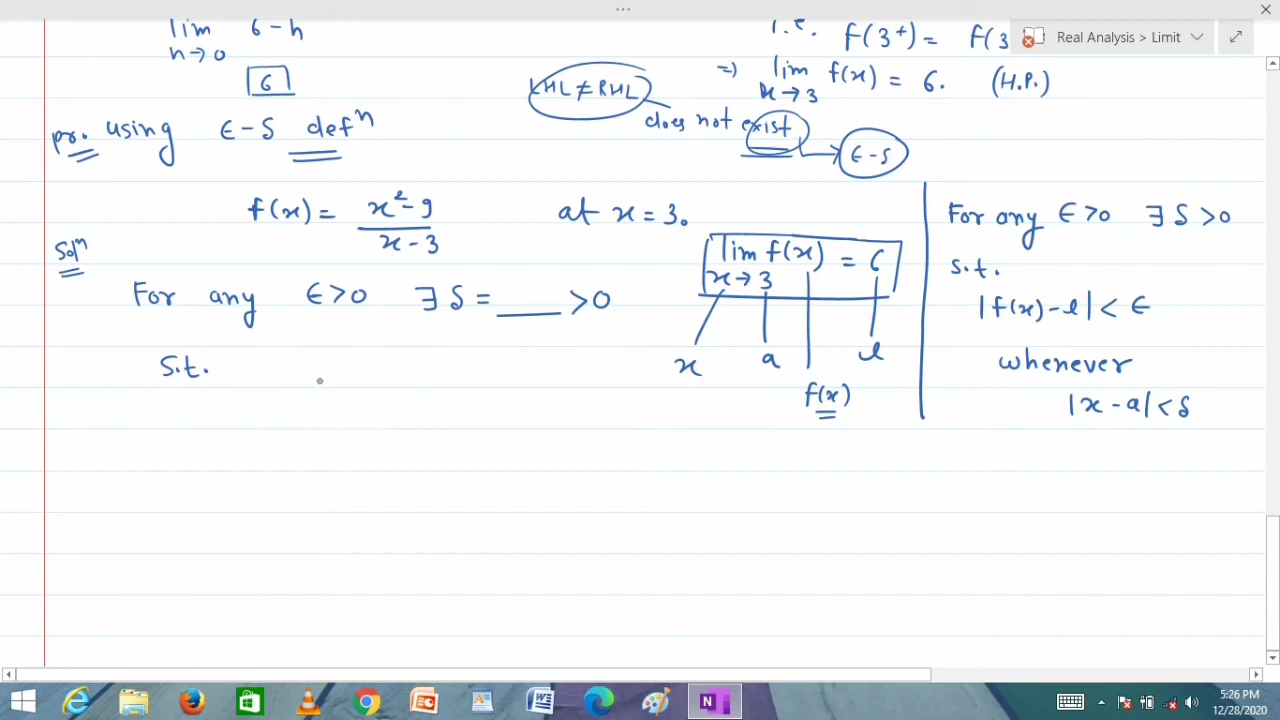 ...
Real Analysis > Limit
lim 6-h
h→0
6
i.e. f(3⁺) = f(3
=) lim f(x) = 6. (H.P.)
x→3
LHL ≠ RHL
does not exist
ϵ-δ
pr. using ϵ-δ defⁿ
f(x) = x²-9
x-3
at x = 3.
Solⁿ
lim f(x) = 6
x→3
x a f(x) l
For any ϵ>0 ∃ δ = ____ >0
s.t.
For any ϵ>0 ∃ δ>0
s.t.
|f(x)-l| < ϵ
whenever
|x-a| < δ
5:26 PM
12/28/2020